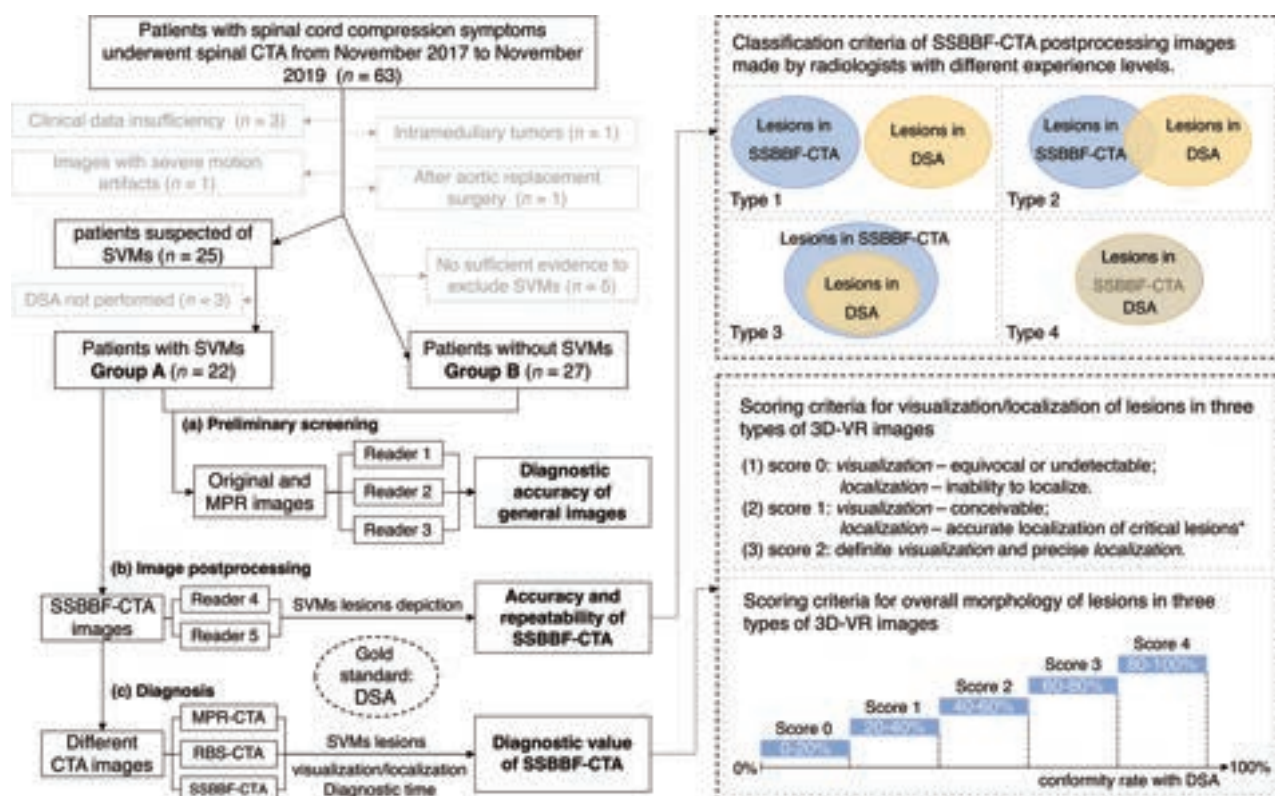 Patients with spinal cord compression symptoms
underwent spinal CTA from November 2017 to November
2019 (n = 63)
Clinical data insufficiency (n = 3)
Intramedullary tumors (n = 1)
Images with severe motion
artifacts (n = 1)
After aortic replacement
surgery (n = 1)
patients suspected of
SVMs (n = 25)
No sufficient evidence to
exclude SVMs (n = 5)
DSA not performed (n = 3)
Patients with SVMs
Group A (n = 22)
Patients without SVMs
Group B (n = 27)
(a) Preliminary screening
Original and
MPR images
Reader 1
Reader 2
Reader 3
Diagnostic
accuracy of
general images
(b) Image postprocessing
SSBBF-CTA
images
Reader 4
Reader 5
SVMs lesions depiction
Accuracy and
repeatability of
SSBBF-CTA
Gold
standard:
DSA
(c) Diagnosis
Different
CTA images
MPR-CTA
RBS-CTA
SSBBF-CTA
SVMs lesions
visualization/localization
Diagnostic time
Diagnostic value
of SSBBF-CTA
Classification criteria of SSBBF-CTA postprocessing images
made by radiologists with different experience levels.
Lesions in
SSBBF-CTA
Lesions in
DSA
Type 1
Lesions in
SSBBF-CTA
Lesions in
DSA
Type 2
Lesions in SSBBF-CTA
Lesions in
DSA
Type 3
Lesions in
SSBBF-CTA
DSA
Type 4
Scoring criteria for visualization/localization of lesions in three
types of 3D-VR images
(1) score 0: visualization – equivocal or undetectable;
localization – inability to localize.
(2) score 1: visualization – conceivable;
localization – accurate localization of critical lesions*
(3) score 2: definite visualization and precise localization.
Scoring criteria for overall morphology of lesions in three
types of 3D-VR images
Score 4
80-100%
Score 3
60-80%
Score 2
40-60%
Score 1
20-40%
Score 0
0-20%
0%
100%
conformity rate with DSA